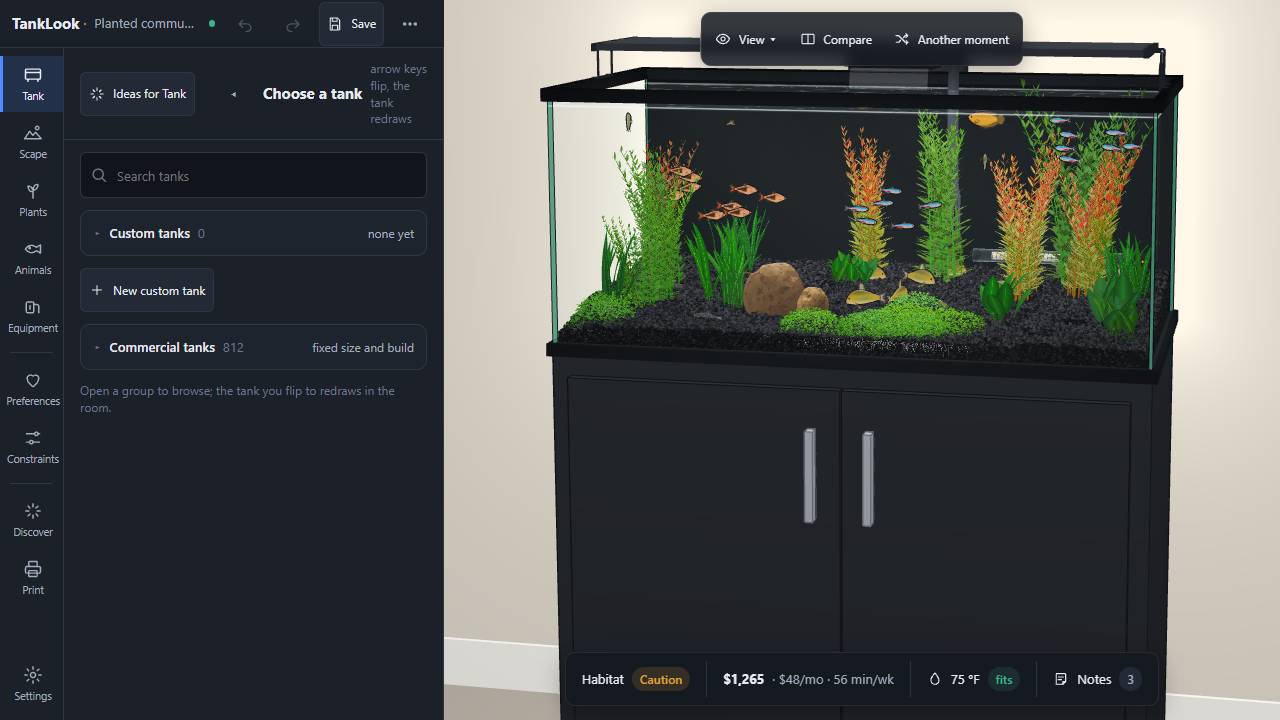 TankLook · Planted commu...
Save
View
Compare
Another moment
Tank
Scape
Plants
Animals
Equipment
Preferences
Constraints
Discover
Print
Settings
Ideas for Tank
Choose a tank
arrow keys
flip, the
tank
redraws
Search tanks
Custom tanks 0 none yet
New custom tank
Commercial tanks 812 fixed size and build
Open a group to browse; the tank you flip to redraws in the
room.
Habitat Caution
$1,265 · $48/mo · 56 min/wk
75 °F fits
Notes 3